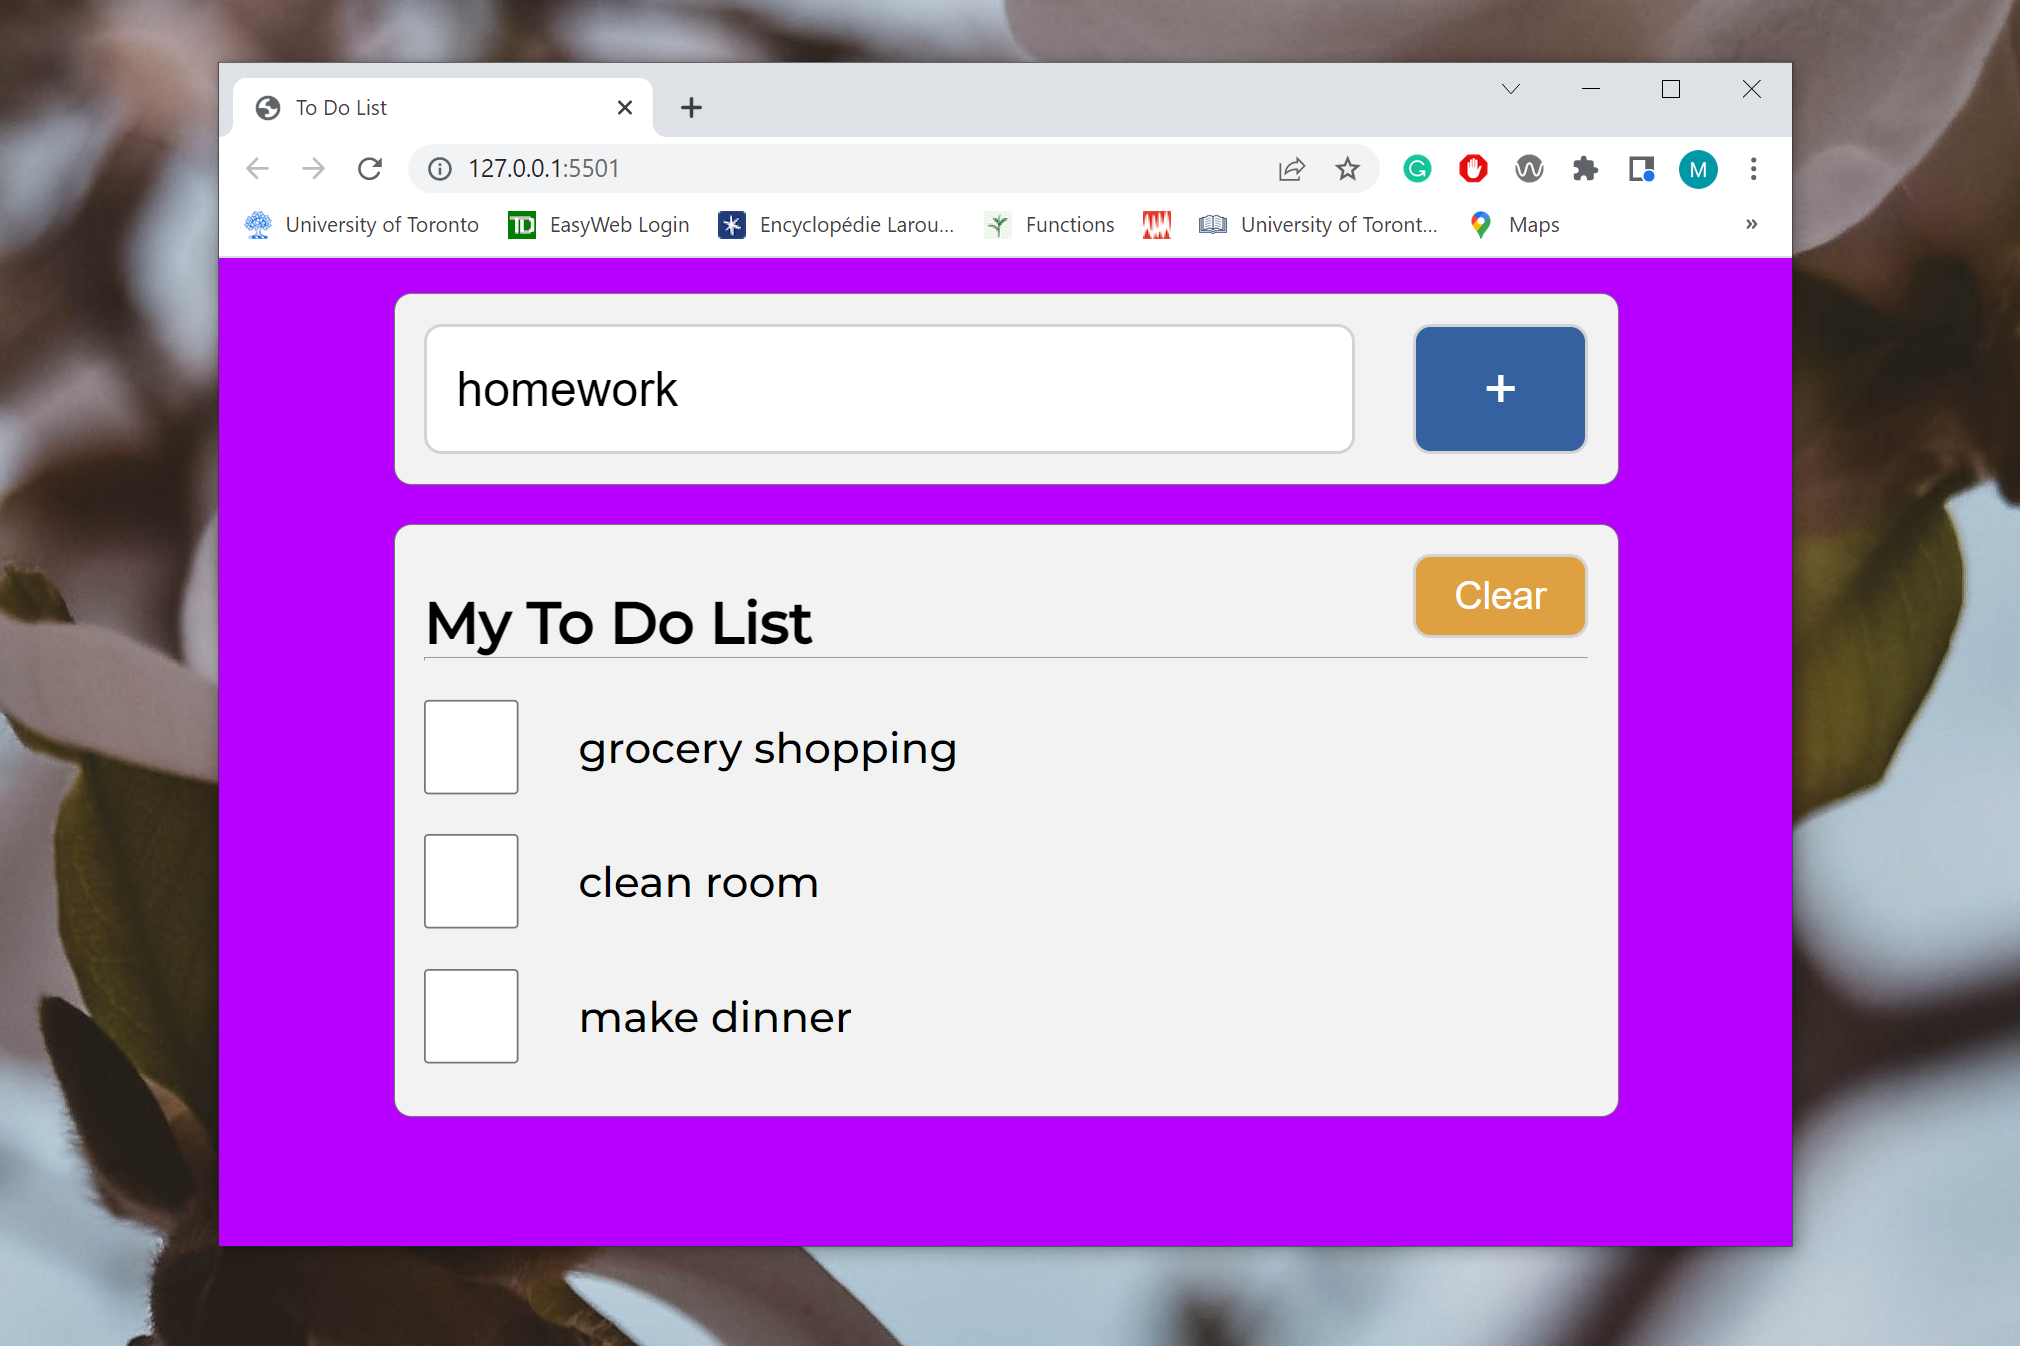 To Do List
127.0.0.1:5501
M
University of Toronto
TD
EasyWeb Login
Encyclopédie Larou...
Functions
University of Toront...
Maps
homework
+
Clear
My To Do List
grocery shopping
clean room
make dinner